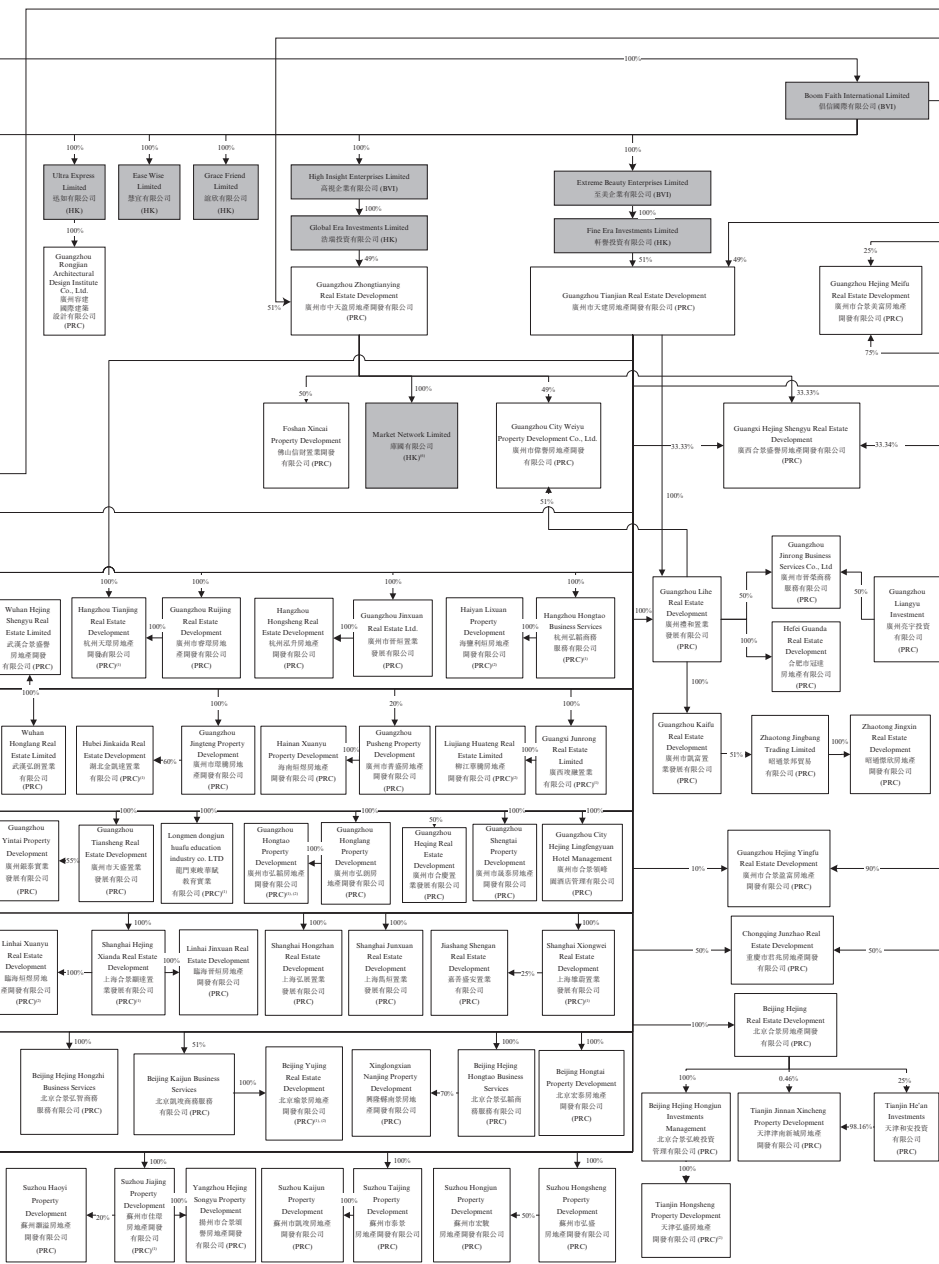 100%
Boom Faith International Limited
倡信國際有限公司 (BVI)
100%
100%
100%
100%
100%
Ultra Express
Limited
迅如有限公司
(HK)
Ease Wise
Limited
慧宜有限公司
(HK)
Grace Friend
Limited
誼欣有限公司
(HK)
High Insight Enterprises Limited
高視企業有限公司 (BVI)
Extreme Beauty Enterprises Limited
至美企業有限公司 (BVI)
100%
100%
100%
Global Era Investments Limited
浩瑞投資有限公司 (HK)
Fine Era Investments Limited
軒譽投資有限公司 (HK)
Guangzhou
Rongjian
Architectural
Design Institute
Co., Ltd.
廣州容建
國際建築
設計有限公司
(PRC)
49%
51%
49%
25%
51%
Guangzhou Zhongtianying
Real Estate Development
廣州市中天盈房地產開發有限公司
(PRC)
Guangzhou Tianjian Real Estate Development
廣州市天建房地產開發有限公司 (PRC)
Guangzhou Hejing Meifu
Real Estate Development
廣州市合景美富房地產
開發有限公司
(PRC)
75%
50%
100%
49%
33.33%
Foshan Xincai
Property Development
佛山信財置業開發
有限公司 (PRC)
Market Network Limited
有限公司
(HK)
Guangzhou City Weiyu
Property Development Co., Ltd.
廣州市偉譽房地產開發
有限公司 (PRC)
33.33%
Guangxi Hejing Shengyu Real Estate
Development
廣西合景盛譽房地產開發有限公司
(PRC)
33.34%
51%
100%
100%
100%
100%
100%
Wuhan Hejing
Shengyu Real
Estate Limited
武漢合景盛譽
房地產開發
有限公司 (PRC)
Hangzhou Tianjing
Real Estate
Development
杭州天環房地產
開發有限公司
(PRC)⁽¹⁾
100%
Guangzhou Ruijing
Real Estate
Development
廣州市睿環房地
產開發有限公司
(PRC)
Hangzhou
Hongsheng Real
Estate Development
杭州泓升房地產
開發有限公司
(PRC)
100%
Guangzhou Jinxuan
Real Estate Ltd.
廣州市晉烜置業
發展有限公司
(PRC)
Haiyan Lixuan
Property
Development
海鹽利烜房地產
開發有限公司
(PRC)⁽²⁾
100%
Hangzhou Hongtao
Business Services
杭州弘韜商務
服務有限公司
(PRC)⁽¹⁾
100%
Guangzhou Lihe
Real Estate
Development
廣州禮和置業
發展有限公司
(PRC)
50%
100%
Guangzhou
Jinrong Business
Services Co., Ltd
廣州市晉榮商務
服務有限公司
(PRC)
Hefei Guanda
Real Estate
Development
合肥市冠達
房地產有限公司
(PRC)
50%
Guangzhou
Liangyu
Investment
廣州亮宇投資
有限公司
(PRC)
100%
100%
100%
20%
100%
Wuhan
Honglang Real
Estate Limited
武漢弘朗置業
有限公司
(PRC)
Hubei Jinkaida Real
Estate Development
湖北金凱達置業
有限公司 (PRC)⁽¹⁾
60%
Guangzhou
Jingteng Property
Development
廣州市環騰房地
產開發有限公司
(PRC)
Hainan Xuanyu
Property Development
海南烜煜房地產
開發有限公司 (PRC)
100%
Guangzhou
Pusheng Property
Development
廣州市普盛房地產
開發有限公司
(PRC)
Liujiang Huateng Real
Estate Development
柳江華騰房地產
開發有限公司 (PRC)⁽²⁾
100%
Guangxi Junrong
Real Estate
Limited
廣西埈融置業
有限公司 (PRC)⁽¹⁾
Guangzhou Kaifu
Real Estate
Development
廣州市凱富置
業發展有限公司
(PRC)
51%
Zhaotong Jingbang
Trading Limited
昭通景邦貿易
有限公司 (PRC)
100%
Zhaotong Jingxin
Real Estate
Development
昭通憬欣房地產
開發有限公司
(PRC)
100%
100%
100%
100%
50%
100%
100%
Guangzhou
Yintai Property
Development
廣州銀泰實業
發展有限公司
(PRC)
55%
Guangzhou
Tiansheng Real
Estate Development
廣州市天盛置業
發展有限公司
(PRC)
Longmen dongjun
huafu education
industry co. LTD
龍門東峻華賦
教育實業
有限公司 (PRC)⁽¹⁾
Guangzhou
Hongtao
Property
Development
廣州市弘韜房地產
開發有限公司
(PRC)⁽¹⁾, ⁽²⁾
100%
Guangzhou
Honglang
Property
Development
廣州市弘朗房
地產開發有限公司
(PRC)
Guangzhou
Heqing Real
Estate
Development
廣州市合慶置
業發展有限公司
(PRC)
Guangzhou
Shengtai
Property
Development
廣州市晟泰房地產
開發有限公司
(PRC)
Guangzhou City
Hejing Lingfengyuan
Hotel Management
廣州市合景領峰
園酒店管理有限公司
(PRC)
10%
Guangzhou Hejing Yingfu
Real Estate Development
廣州市合景盈富房地產
開發有限公司
(PRC)
90%
100%
100%
100%
100%
Linhai Xuanyu
Real Estate
Development
臨海烜煜房地
產開發有限公司
(PRC)⁽²⁾
100%
Shanghai Hejing
Xianda Real Estate
Development
上海合景顯達置
業發展有限公司
(PRC)⁽¹⁾
100%
Linhai Jinxuan Real
Estate Development
臨海晉烜房地產
開發有限公司
(PRC)
Shanghai Hongzhan
Real Estate
Development
上海弘展置業
發展有限公司
(PRC)
Shanghai Junxuan
Real Estate
Development
上海雋烜置業
發展有限公司
(PRC)
Jiashang Shengan
Real Estate
Development
嘉善盛安置業
有限公司
(PRC)
25%
Shanghai Xiongwei
Real Estate
Development
上海雄蔚置業
發展有限公司
(PRC)⁽¹⁾
50%
Chongqing Junzhao Real
Estate Development
重慶市君兆房地產開發
有限公司
(PRC)
50%
100%
51%
100%
100%
Beijing Hejing Hongzhi
Business Services
北京合景弘智商務
服務有限公司 (PRC)
Beijing Kaijun Business
Services
北京凱埈商務服務
有限公司 (PRC)
100%
Beijing Yujing
Real Estate
Development
北京瑜景房地產
開發有限公司
(PRC)⁽¹⁾, ⁽²⁾
Xinglongxian
Nanjing Property
Development
興隆縣南景房地
產開發有限公司
(PRC)
70%
Beijing Hejing
Hongtao Business
Services
北京合景弘韜商
務服務有限公司
(PRC)
Beijing Hongtai
Property Development
北京宏泰房地產
開發有限公司
(PRC)
100%
Beijing Hejing
Real Estate Development
北京合景房地產開發
有限公司
(PRC)
100%
0.46%
25%
Beijing Hejing Hongjun
Investments
Management
北京合景弘峻投資
管理有限公司 (PRC)
Tianjin Jinnan Xincheng
Property Development
天津津南新城房地產
開發有限公司 (PRC)
98.16%
Tianjin He'an
Investments
天津和安投資
有限公司
(PRC)
100%
100%
100%
100%
Suzhou Haoyi
Property
Development
蘇州灝溢房地產
開發有限公司
(PRC)
20%
Suzhou Jiajing
Property
Development
蘇州市佳環
房地產開發
有限公司
(PRC)⁽¹⁾
100%
Yangzhou Hejing
Songyu Property
Development
揚州市合景頌
譽房地產開發
有限公司 (PRC)
Suzhou Kaijun
Property
Development
蘇州市凱埈房地產
開發有限公司
(PRC)
100%
Suzhou Taijing
Property
Development
蘇州市泰景
房地產開發有限公司
(PRC)
Suzhou Hongjun
Property
Development
蘇州市宏駿
房地產開發有限公司
(PRC)
50%
Suzhou Hongsheng
Property
Development
蘇州市弘盛
房地產開發有限公司
(PRC)
Tianjin Hongsheng
Property Development
天津弘盛房地產
開發有限公司 (PRC)⁽²⁾